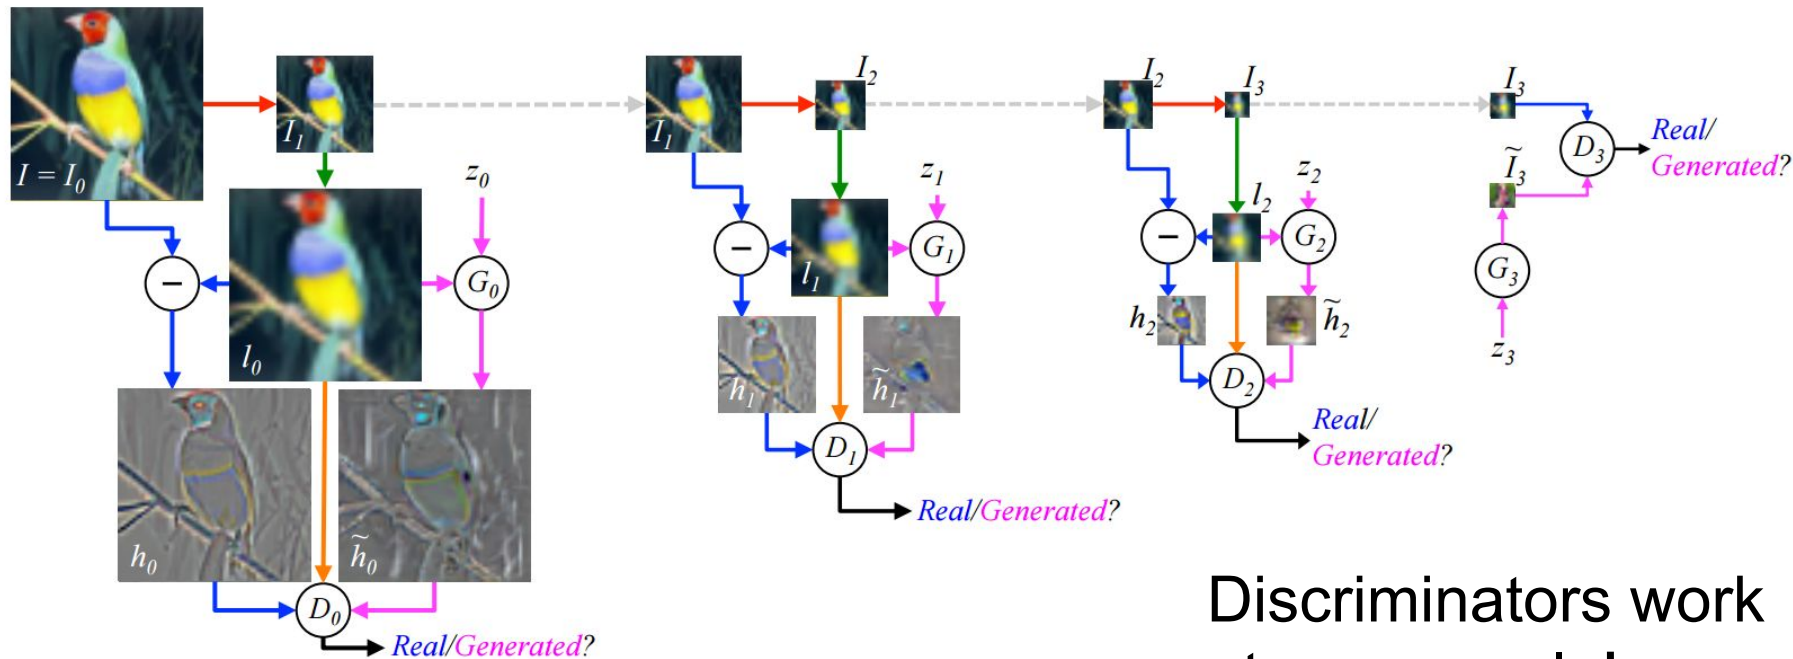 I = I₀
I₁
l₀
z₀
−
G₀
h₀
h̃₀
D₀
Real/Generated?
I₁
I₂
z₁
−
l₁
G₁
h₁
h̃₁
D₁
Real/Generated?
I₂
I₃
z₂
l₂
−
G₂
h₂
h̃₂
D₂
Real/
Generated?
I₃
Ĩ₃
D₃
Real/
Generated?
G₃
z₃
Discriminators work